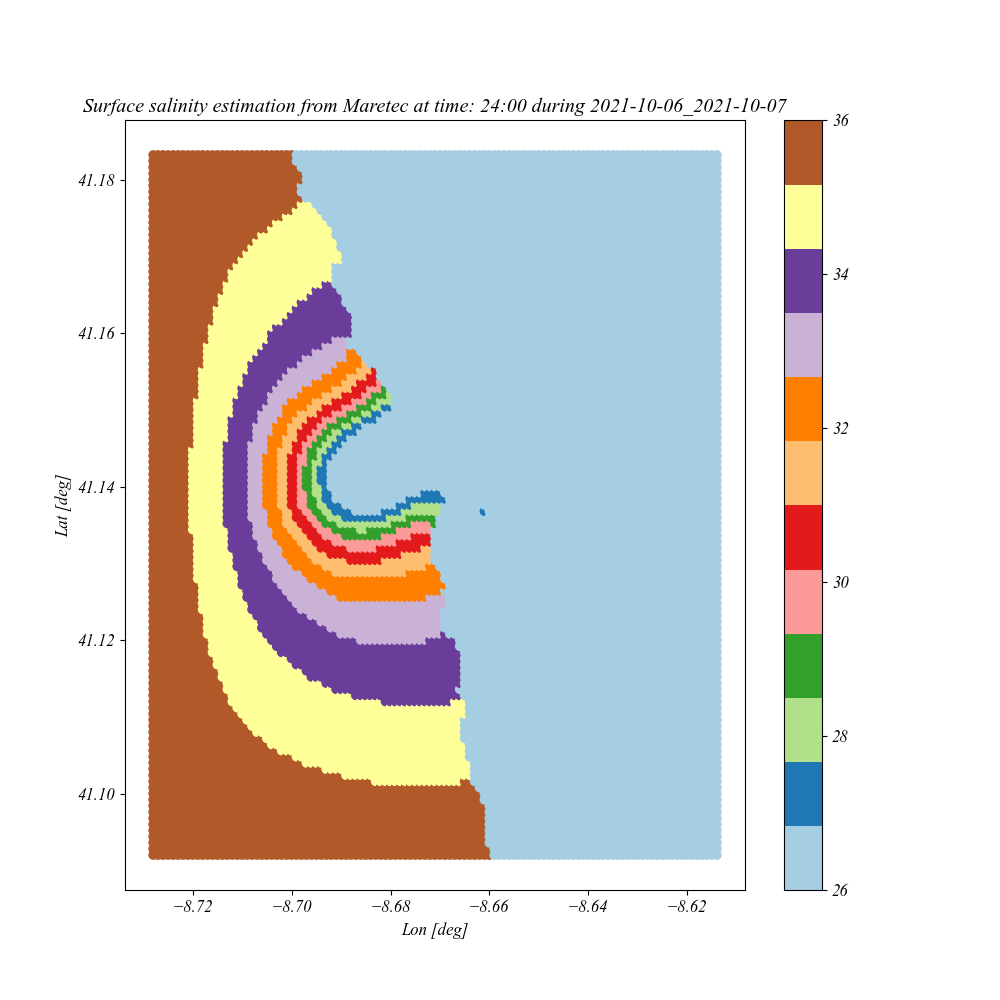 Surface salinity estimation from Maretec at time: 24:00 during 2021-10-06_2021-10-07
36
41.18
34
41.16
32
41.14
Lat [deg]
30
41.12
28
41.10
26
−8.72 −8.70 −8.68 −8.66 −8.64 −8.62
Lon [deg]